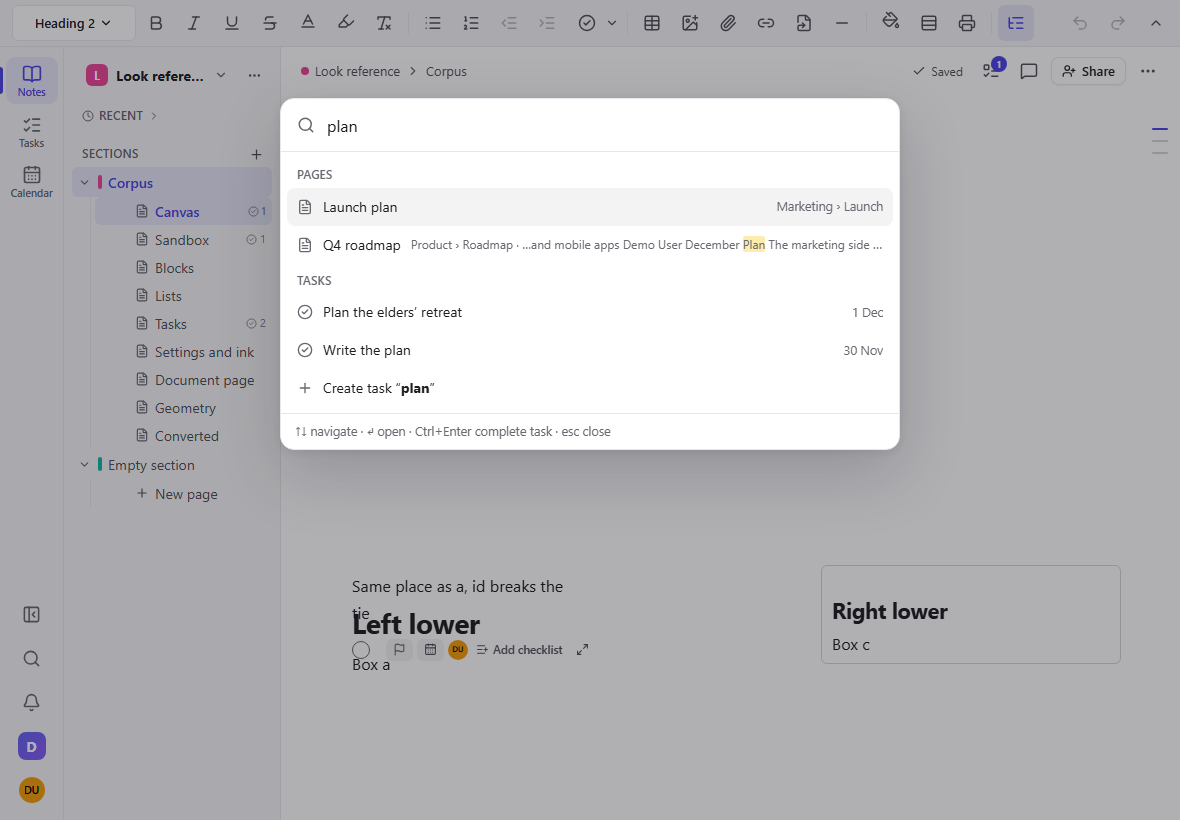 Heading 2
Notes
Tasks
Calendar
L
Look refere...
RECENT
SECTIONS
Corpus
Canvas
1
Sandbox
1
Blocks
Lists
Tasks
2
Settings and ink
Document page
Geometry
Converted
Empty section
New page
D
DU
Look reference
Corpus
Saved
1
Share
plan
PAGES
Launch plan
Marketing › Launch
Q4 roadmap
Product › Roadmap · ...and mobile apps Demo User December Plan The marketing side ...
TASKS
Plan the elders’ retreat
1 Dec
Write the plan
30 Nov
Create task “plan”
↑↓ navigate · ↵ open · Ctrl+Enter complete task · esc close
Same place as a, id breaks the
tie
Left lower
DU
Add checklist
Box a
Right lower
Box c